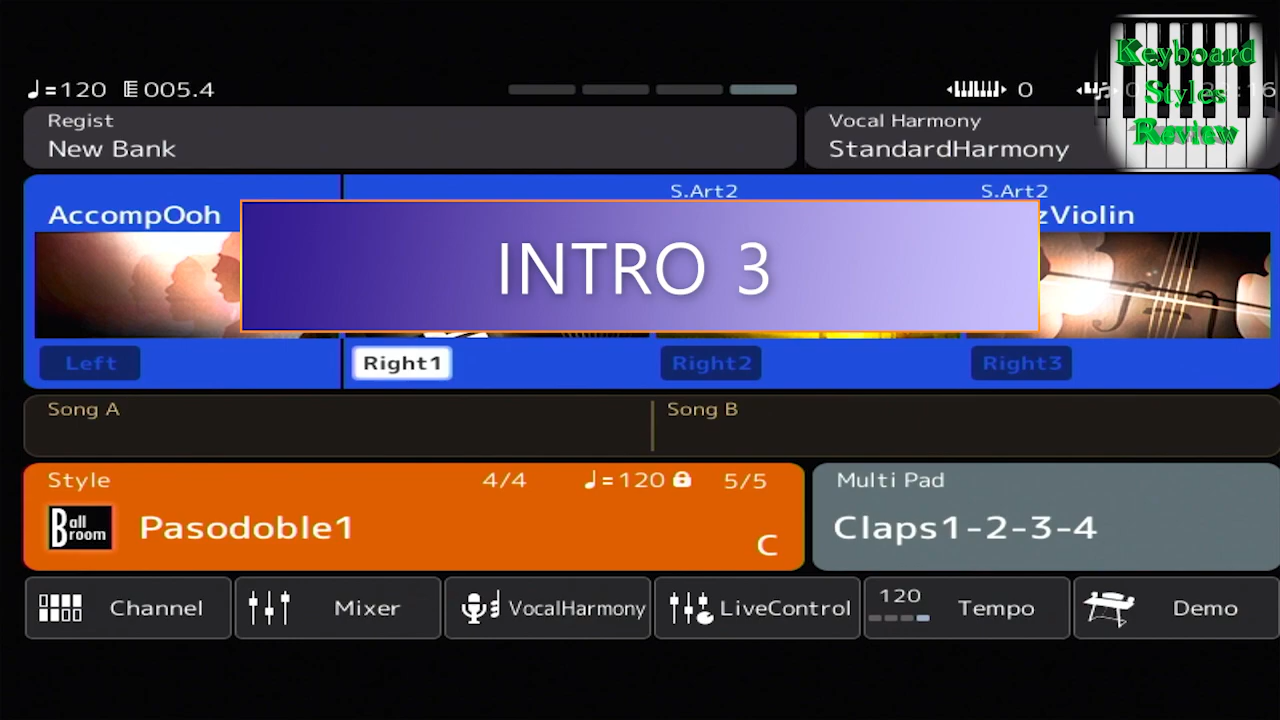 ♩=120 005.4
0
Keyboard
Styles
Review
Regist
New Bank
Vocal Harmony
StandardHarmony
AccompOoh
S.Art2
S.Art2
INTRO 3
Left
Right1
Right2
Right3
Song A
Song B
Style
4/4 ♩=120 5/5
Ball
room
Pasodoble1
C
Multi Pad
Claps1-2-3-4
Channel
Mixer
VocalHarmony
LiveControl
120
Tempo
Demo